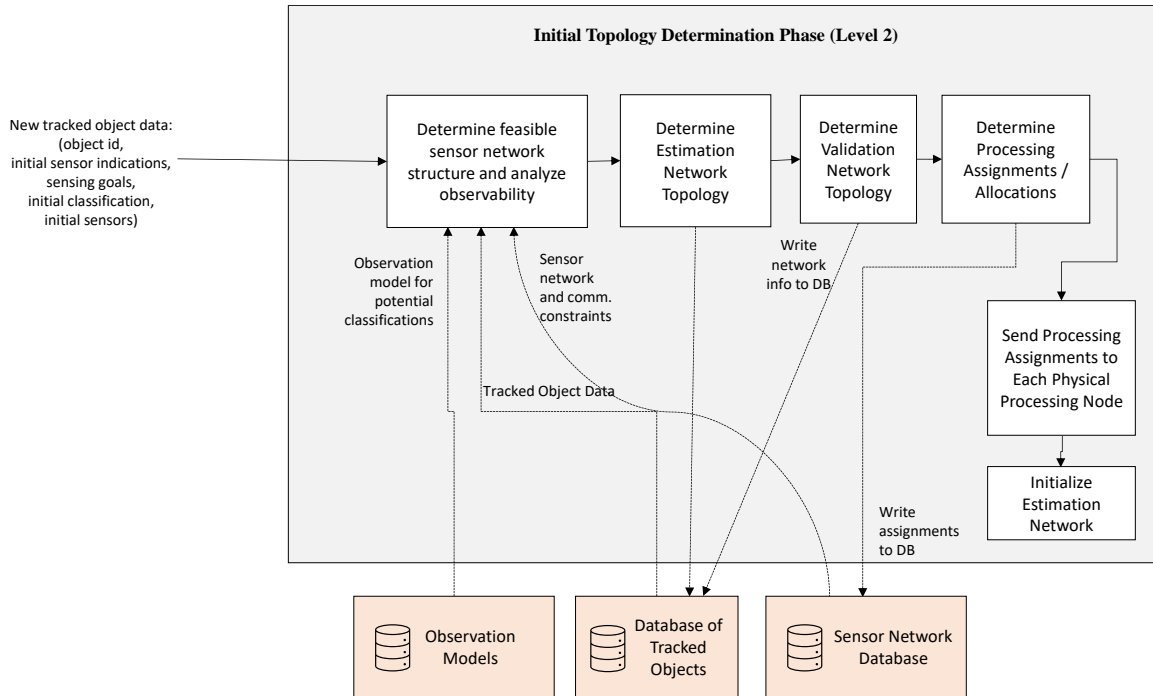 Initial Topology Determination Phase (Level 2)
New tracked object data:
(object id,
initial sensor indications,
sensing goals,
initial classification,
initial sensors)
Determine feasible
sensor network
structure and analyze
observability
Determine
Estimation
Network
Topology
Determine
Validation
Network
Topology
Determine
Processing
Assignments /
Allocations
Observation
model for
potential
classifications
Sensor
network
and comm.
constraints
Write
network
info to DB
Send Processing
Assignments to
Each Physical
Processing Node
Tracked Object Data
Initialize
Estimation
Network
Write
assignments
to DB
Observation
Models
Database of
Tracked
Objects
Sensor Network
Database